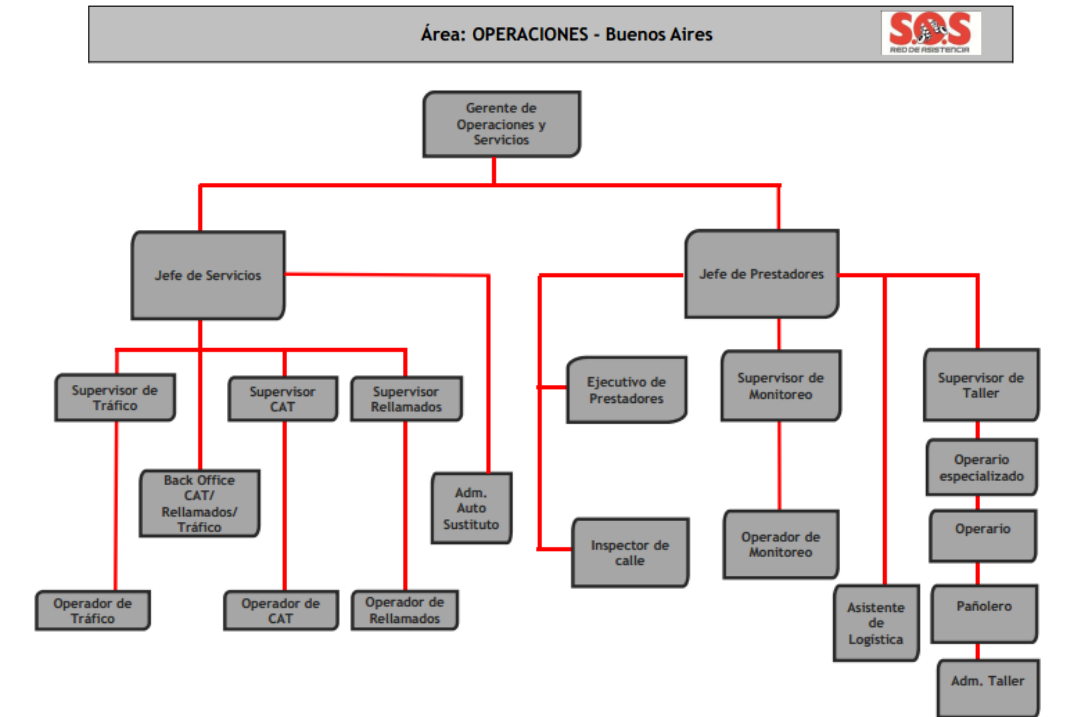 Área: OPERACIONES - Buenos Aires
S.O.S
RED DE ASISTENCIA
Gerente de
Operaciones y
Servicios
Jefe de Servicios
Jefe de Prestadores
Supervisor de
Tráfico
Supervisor
CAT
Supervisor
Rellamados
Ejecutivo de
Prestadores
Supervisor de
Monitoreo
Supervisor de
Taller
Back Office
CAT/
Rellamados/
Tráfico
Adm.
Auto
Sustituto
Operario
especializado
Inspector de
calle
Operador de
Monitoreo
Operario
Operador de
Tráfico
Operador de
CAT
Operador de
Rellamados
Asistente
de
Logística
Pañolero
Adm. Taller